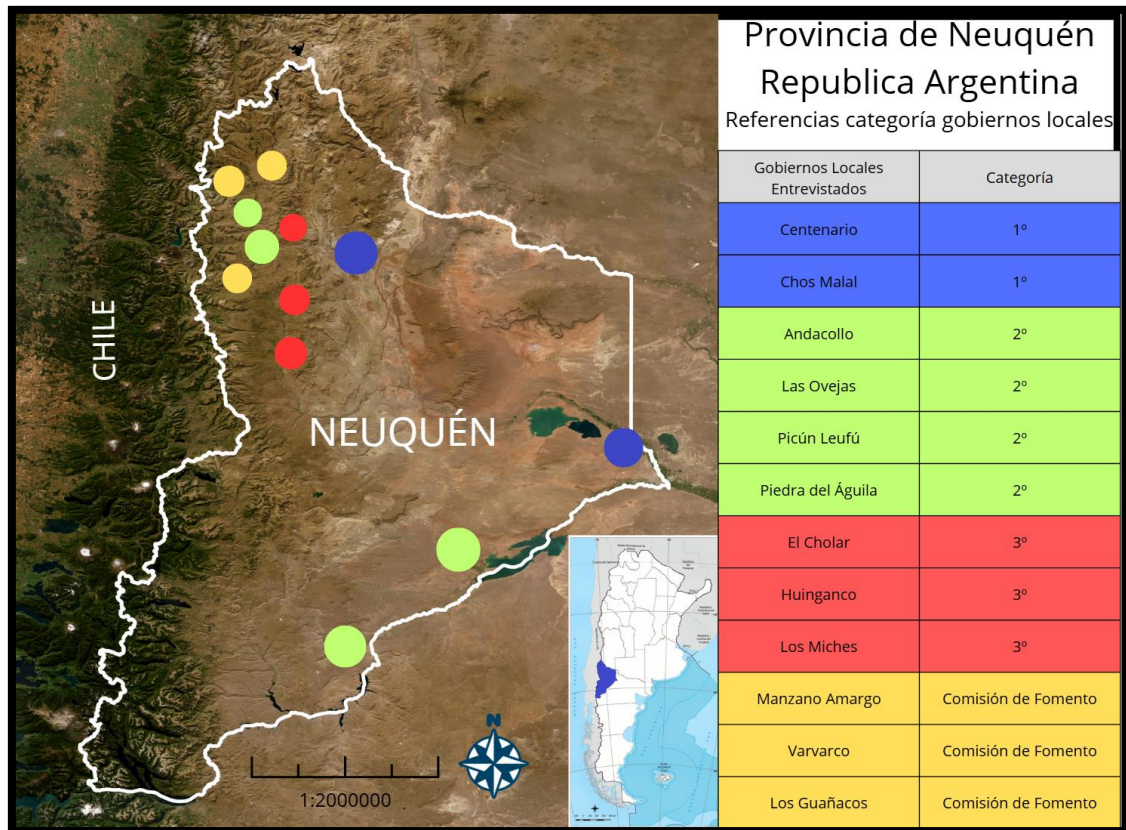 Provincia de Neuquén
Republica Argentina
Referencias categoría gobiernos locales
Gobiernos Locales
Entrevistados
Categoría
Centenario
1º
Chos Malal
1º
Andacollo
2º
Las Ovejas
2º
Picún Leufú
2º
Piedra del Águila
2º
El Cholar
3º
Huinganco
3º
Los Miches
3º
Manzano Amargo
Comisión de Fomento
Varvarco
Comisión de Fomento
Los Guañacos
Comisión de Fomento
CHILE
NEUQUÉN
N
1:2000000